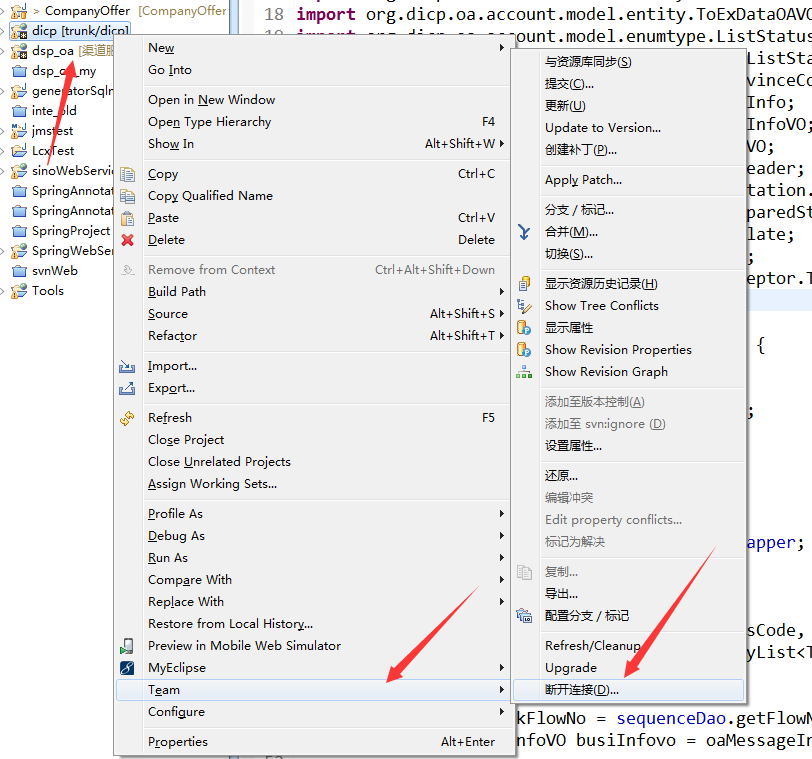 > CompanyOffer [CompanyOffer
dicp [trunk/dicp]
dsp_oa [渠道服
dsp_oa_my
generatorSqlm
inte_old
jmstest
LcxTest
sinoWebServic
SpringAnnotat
SpringAnnotat
SpringProject
SpringWebSer
svnWeb
Tools
New
Go Into
Open in New Window
Open Type Hierarchy F4
Show In Alt+Shift+W
Copy Ctrl+C
Copy Qualified Name
Paste Ctrl+V
Delete Delete
Remove from Context Ctrl+Alt+Shift+Down
Build Path
Source Alt+Shift+S
Refactor Alt+Shift+T
Import...
Export...
Refresh F5
Close Project
Close Unrelated Projects
Assign Working Sets...
Profile As
Debug As
Run As
Compare With
Replace With
Restore from Local History...
Preview in Mobile Web Simulator
MyEclipse
Team
Configure
Properties Alt+Enter
与资源库同步(S)
提交(C)...
更新(U)
Update to Version...
创建补丁(P)...
Apply Patch...
分支 / 标记...
合并(M)...
切换(S)...
显示资源历史记录(H)
Show Tree Conflicts
显示属性
Show Revision Properties
Show Revision Graph
添加至版本控制(A)
添加至 svn:ignore (D)
设置属性...
还原...
编辑冲突
Edit property conflicts...
标记为解决
复制...
导出...
配置分支 / 标记
Refresh/Cleanup
Upgrade
断开连接(D)...
18 import org.dicp.oa.account.model.entity.ToExDataOAVO
import org.dicp.oa.account.model.enumtype.ListStatus
ListSta
vinceCo
Info;
InfoVO;
VO;
eader;
tation.
paredSt
late;
;
eptor.T
{
;
apper;
sCode,
yList<T
kFlowNo = sequenceDao.getFlowN
nfoVO busiInfovo = oaMessageIn